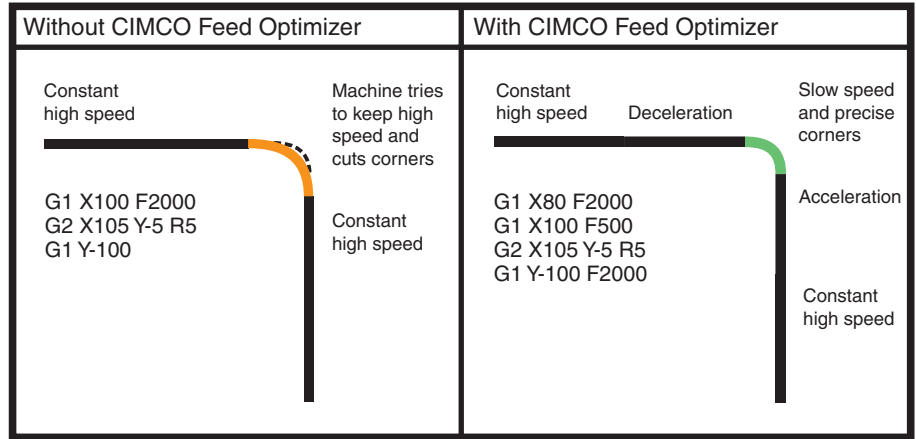 Without CIMCO Feed Optimizer
Constant
high speed
Machine tries
to keep high
speed and
cuts corners
G1 X100 F2000
G2 X105 Y-5 R5
G1 Y-100
Constant
high speed
With CIMCO Feed Optimizer
Constant
high speed
Deceleration
Slow speed
and precise
corners
G1 X80 F2000
G1 X100 F500
G2 X105 Y-5 R5
G1 Y-100 F2000
Acceleration
Constant
high speed